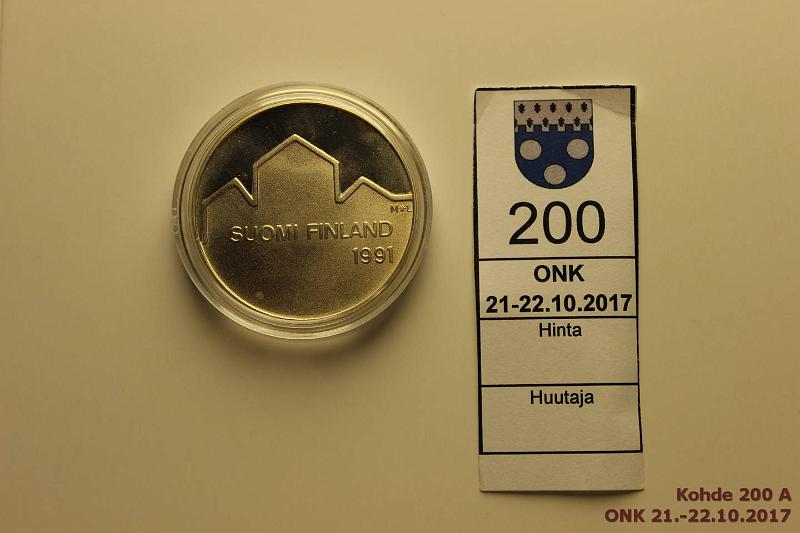 M★L
SUOMI FINLAND
1991
200
ONK
21-22.10.2017
Hinta
Huutaja
Kohde 200 A
ONK 21.-22.10.2017